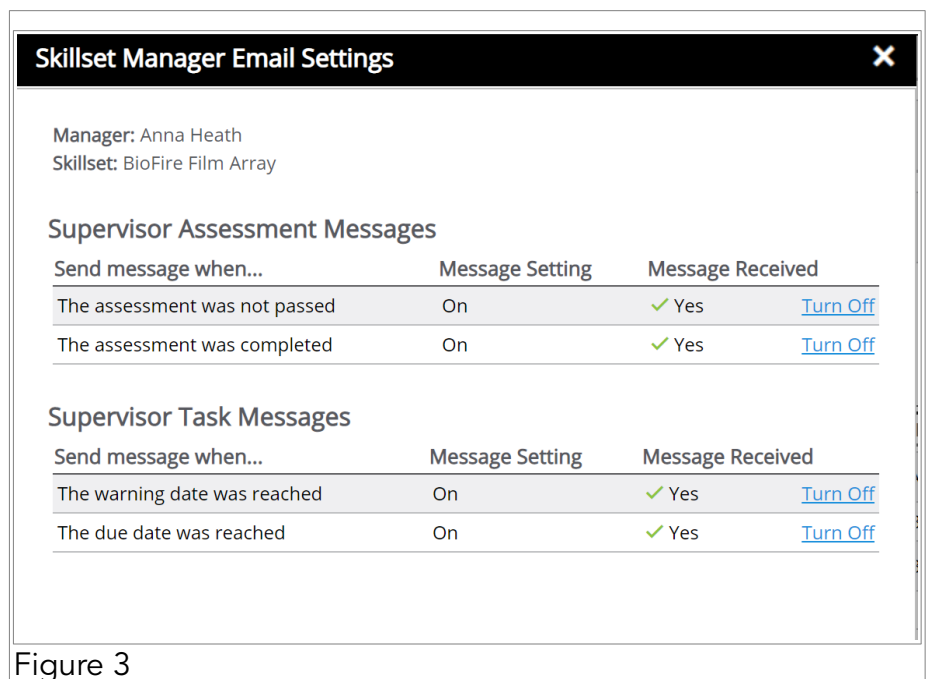 Skillset Manager Email Settings ×
Manager: Anna Heath
Skillset: BioFire Film Array
Supervisor Assessment Messages
Send message when... Message Setting Message Received
The assessment was not passed On ✓ Yes Turn Off
The assessment was completed On ✓ Yes Turn Off
Supervisor Task Messages
Send message when... Message Setting Message Received
The warning date was reached On ✓ Yes Turn Off
The due date was reached On ✓ Yes Turn Off
Figure 3